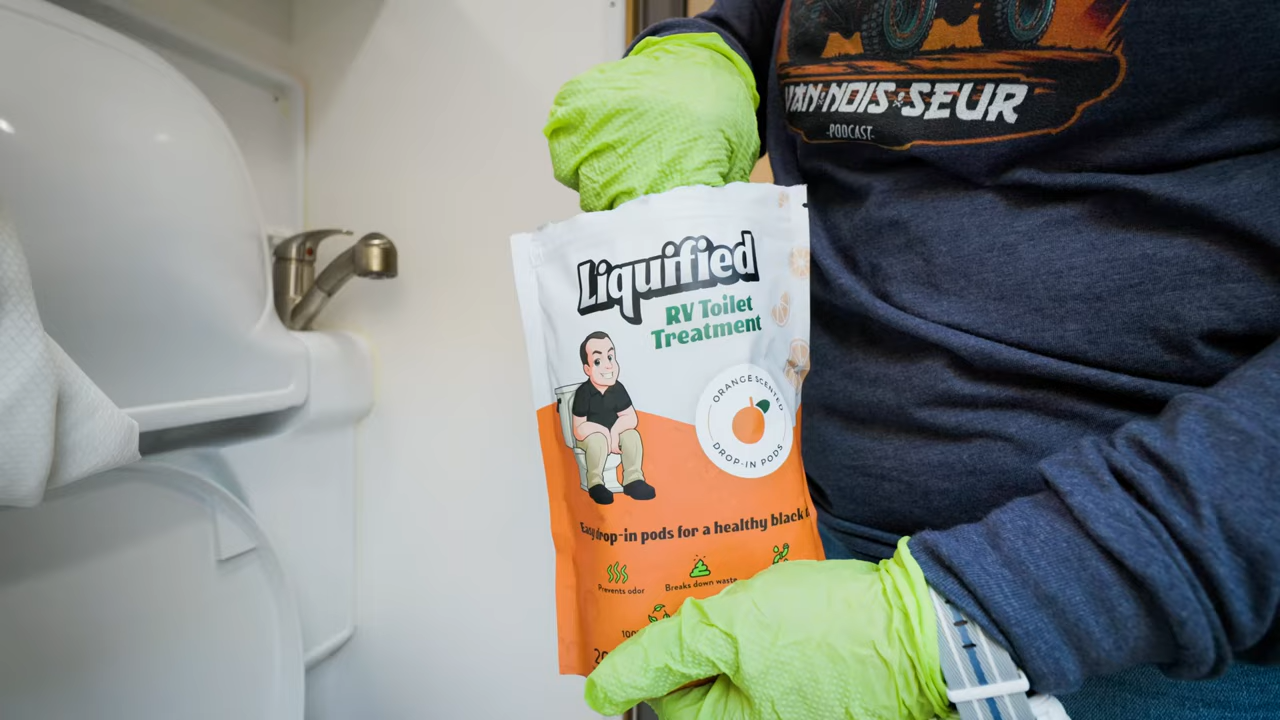 VAN·NOIS SEUR
-PODCAST-
Liquified
RV Toilet
Treatment
ORANGE SCENTED
DROP-IN PODS
Easy drop-in pods for a healthy black
Prevents odor
Breaks down waste